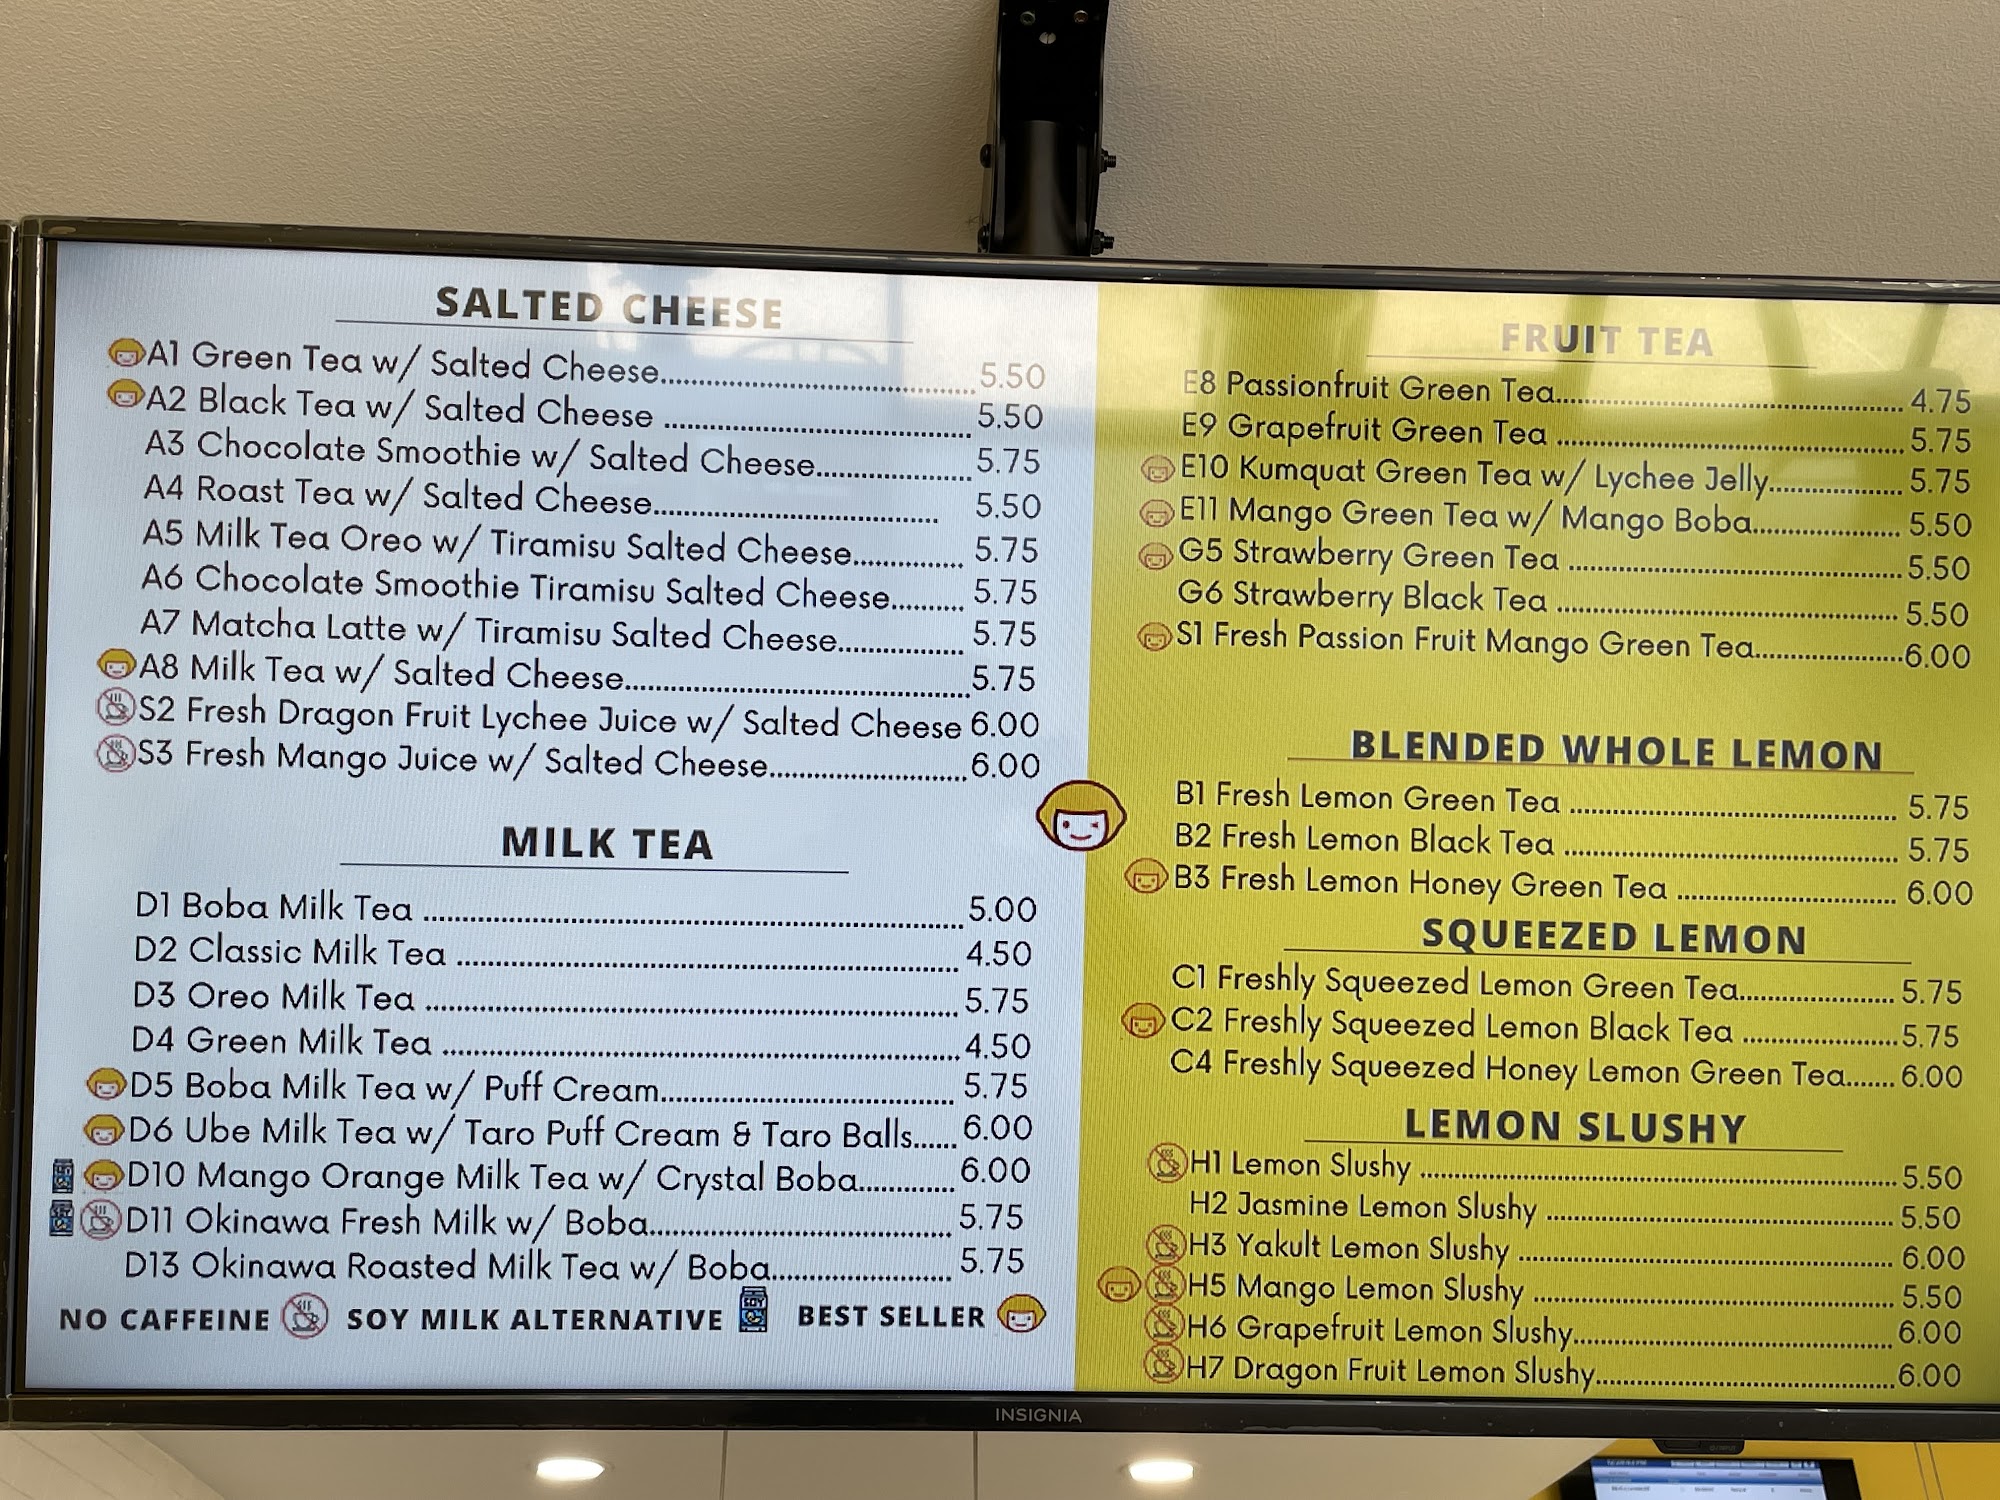 SALTED CHEESE
A1 Green Tea w/ Salted Cheese 5.50
A2 Black Tea w/ Salted Cheese 5.50
A3 Chocolate Smoothie w/ Salted Cheese 5.75
A4 Roast Tea w/ Salted Cheese 5.50
A5 Milk Tea Oreo w/ Tiramisu Salted Cheese 5.75
A6 Chocolate Smoothie Tiramisu Salted Cheese 5.75
A7 Matcha Latte w/ Tiramisu Salted Cheese 5.75
A8 Milk Tea w/ Salted Cheese 5.75
S2 Fresh Dragon Fruit Lychee Juice w/ Salted Cheese 6.00
S3 Fresh Mango Juice w/ Salted Cheese 6.00
MILK TEA
D1 Boba Milk Tea 5.00
D2 Classic Milk Tea 4.50
D3 Oreo Milk Tea 5.75
D4 Green Milk Tea 4.50
D5 Boba Milk Tea w/ Puff Cream 5.75
D6 Ube Milk Tea w/ Taro Puff Cream & Taro Balls 6.00
D10 Mango Orange Milk Tea w/ Crystal Boba 6.00
D11 Okinawa Fresh Milk w/ Boba 5.75
D13 Okinawa Roasted Milk Tea w/ Boba 5.75
NO CAFFEINE SOY MILK ALTERNATIVE SOY BEST SELLER
FRUIT TEA
E8 Passionfruit Green Tea 4.75
E9 Grapefruit Green Tea 5.75
E10 Kumquat Green Tea w/ Lychee Jelly 5.75
E11 Mango Green Tea w/ Mango Boba 5.50
G5 Strawberry Green Tea 5.50
G6 Strawberry Black Tea 5.50
S1 Fresh Passion Fruit Mango Green Tea 6.00
BLENDED WHOLE LEMON
B1 Fresh Lemon Green Tea 5.75
B2 Fresh Lemon Black Tea 5.75
B3 Fresh Lemon Honey Green Tea 6.00
SQUEEZED LEMON
C1 Freshly Squeezed Lemon Green Tea 5.75
C2 Freshly Squeezed Lemon Black Tea 5.75
C4 Freshly Squeezed Honey Lemon Green Tea 6.00
LEMON SLUSHY
H1 Lemon Slushy 5.50
H2 Jasmine Lemon Slushy 5.50
H3 Yakult Lemon Slushy 6.00
H5 Mango Lemon Slushy 5.50
H6 Grapefruit Lemon Slushy 6.00
H7 Dragon Fruit Lemon Slushy 6.00
INSIGNIA